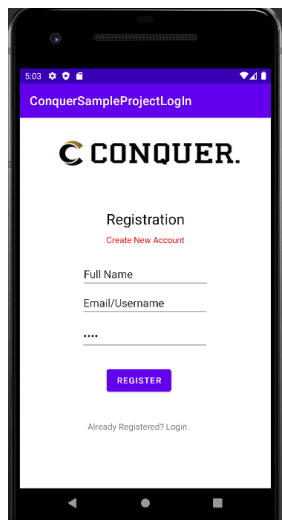 5:03
ConquerSampleProjectLogIn
CONQUER.
Registration
Create New Account
Full Name
Email/Username
••••
REGISTER
Already Registered? Login.